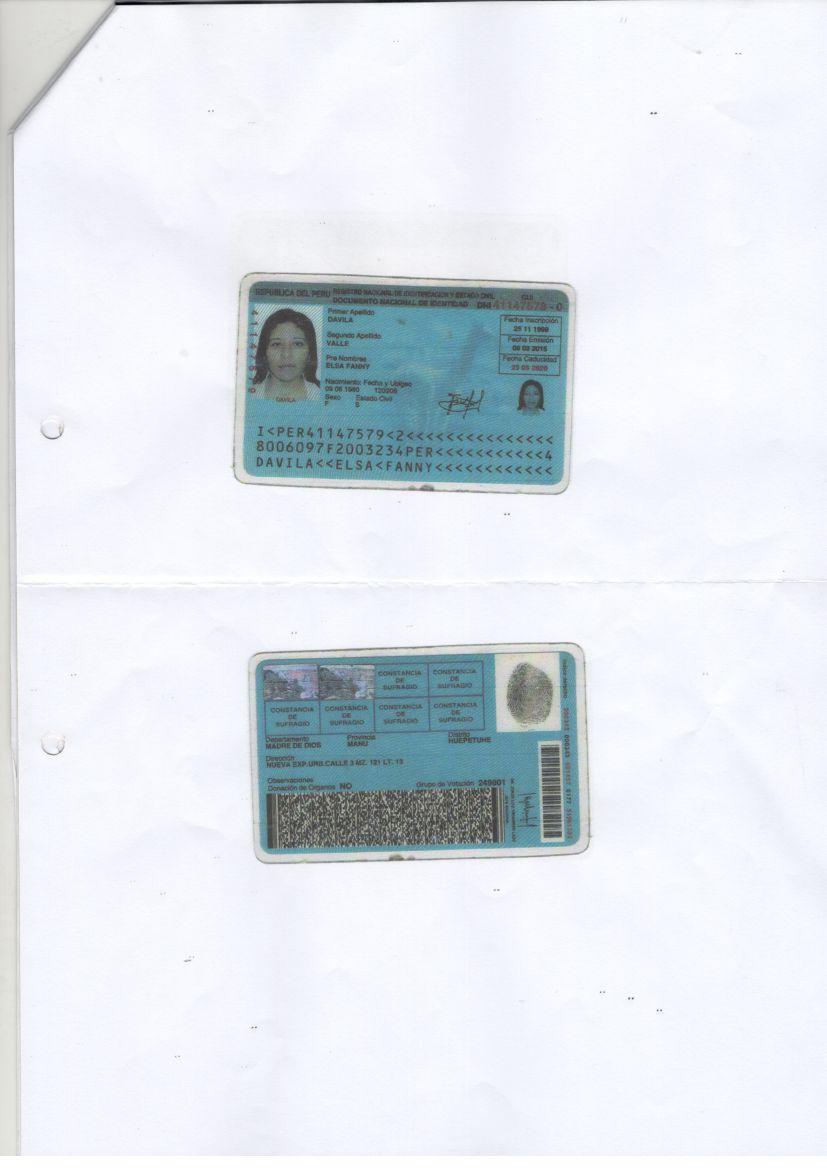 REPUBLICA DEL PERU REGISTRO NACIONAL DE IDENTIFICACION Y ESTADO CIVIL CUI
DOCUMENTO NACIONAL DE IDENTIDAD DNI 41147579 - 0
Primer Apellido
DAVILA
Segundo Apellido
VALLE
Pre Nombres
ELSA FANNY
Nacimiento: Fecha y Ubigeo
09 06 1980
Sexo Estado Civil
F S
Fecha Inscripción
25 11 1998
Fecha Emisión
2015
Fecha Caducidad
23 03 2020
DAVILA
I<PER41147579<2<<<<<<<<<<<<<<<
8006097F2003234PER<<<<<<<<<<<4
DAVILA<<ELSA<FANNY<<<<<<<<<<<<
CONSTANCIA DE SUFRAGIO
CONSTANCIA DE SUFRAGIO
CONSTANCIA DE SUFRAGIO
CONSTANCIA DE SUFRAGIO
CONSTANCIA DE SUFRAGIO
CONSTANCIA DE SUFRAGIO
Departamento Provincia Distrito
MADRE DE DIOS MANU HUEPETUHE
Dirección
NUEVA EXP.URB.CALLE 3 MZ. 121 LT. 13
Observaciones
Donación de Organos NO Grupo de Votación 249801